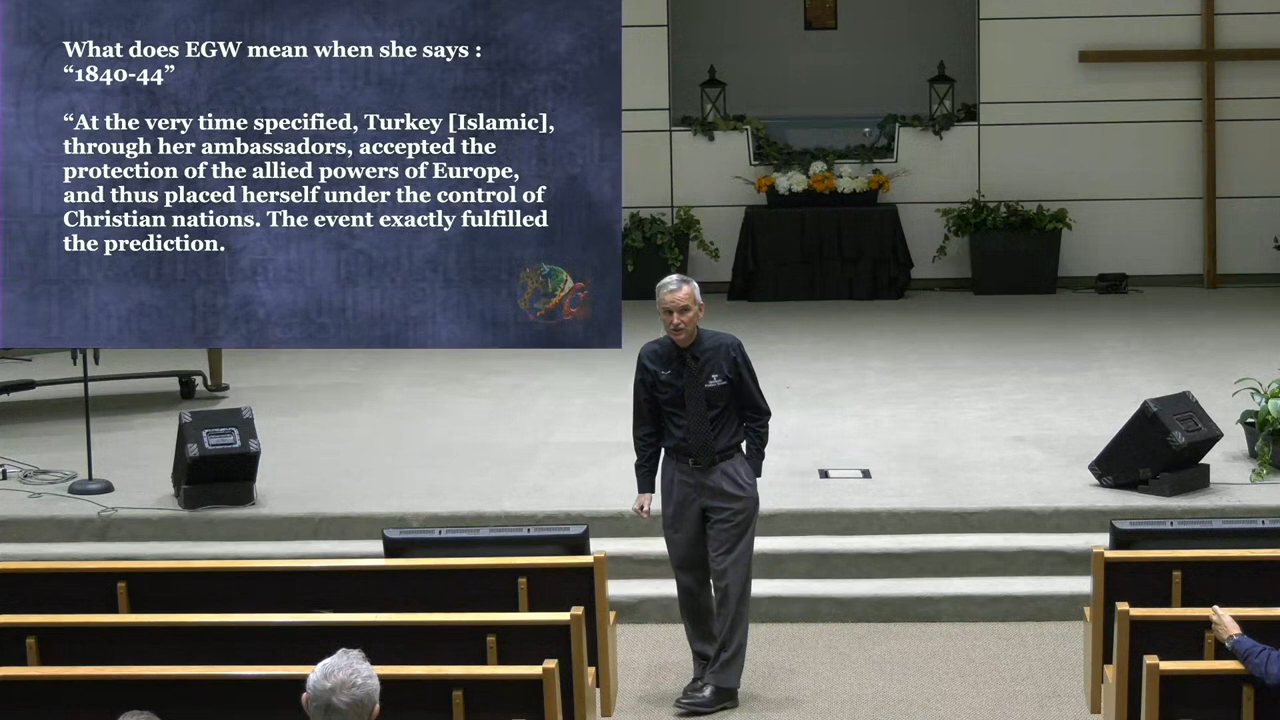 What does EGW mean when she says :
“1840-44”
“At the very time specified, Turkey [Islamic],
through her ambassadors, accepted the
protection of the allied powers of Europe,
and thus placed herself under the control of
Christian nations. The event exactly fulfilled
the prediction.